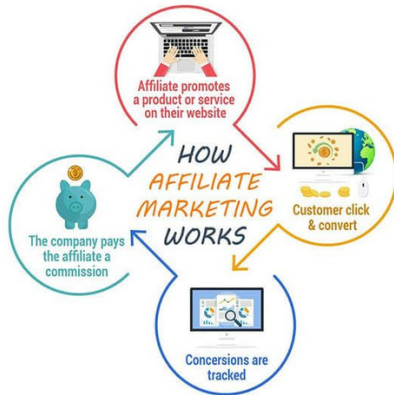 Affiliate promotes
a product or service
on their website
HOW
AFFILIATE
MARKETING
WORKS
Customer click
& convert
Concersions are
tracked
The company pays
the affiliate a
commission